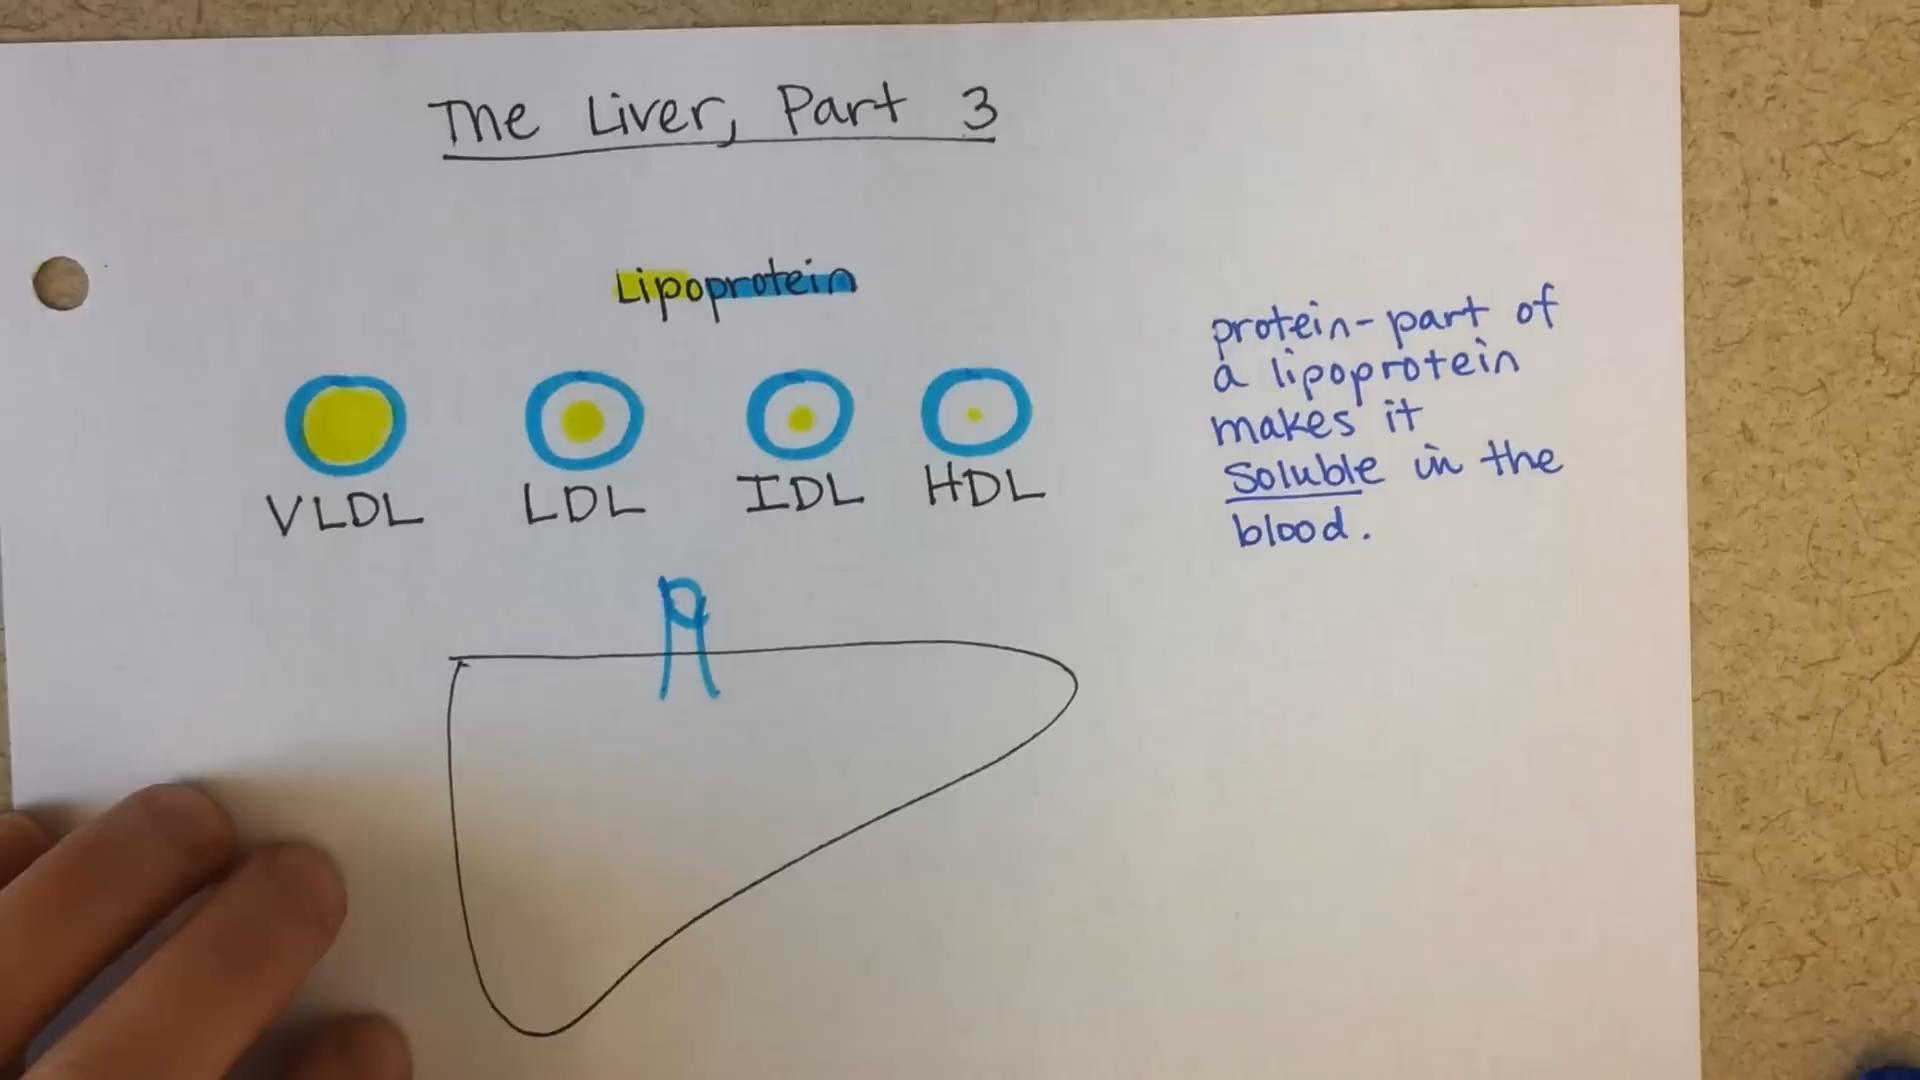 The Liver, Part 3
Lipoprotein
VLDL LDL IDL HDL
protein-part of
a lipoprotein
makes it
soluble in the
blood.